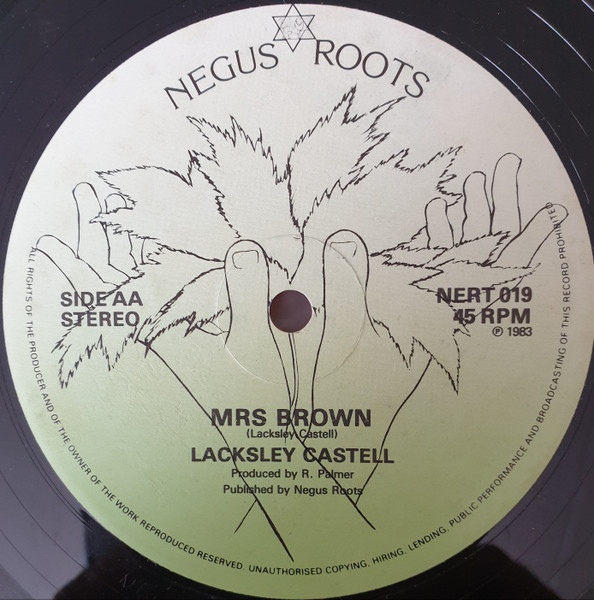 NEGUS ROOTS
SIDE AA
STEREO
NERT 019
45 RPM
℗ 1983
MRS BROWN
(Lacksley Castell)
LACKSLEY CASTELL
Produced by R. Palmer
Published by Negus Roots
ALL RIGHTS OF THE PRODUCER AND OF THE OWNER OF THE WORK REPRODUCED RESERVED. UNAUTHORISED COPYING, HIRING, LENDING, PUBLIC PERFORMANCE AND BROADCASTING OF THIS RECORD PROHIBITED